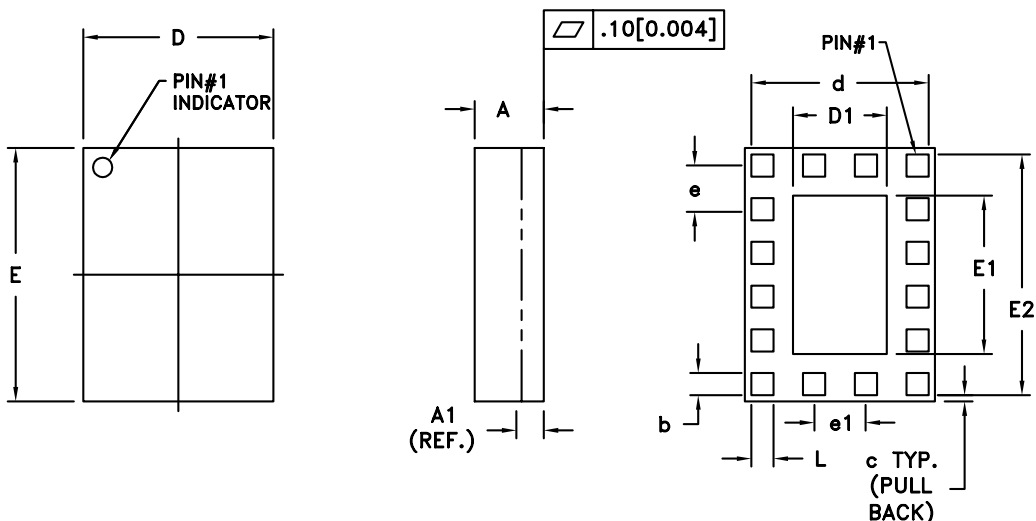 D
PIN#1
INDICATOR
E
.10[0.004]
A
A1
(REF.)
PIN#1
d
D1
e
E1
E2
b
e1
L
c TYP.
(PULL
BACK)